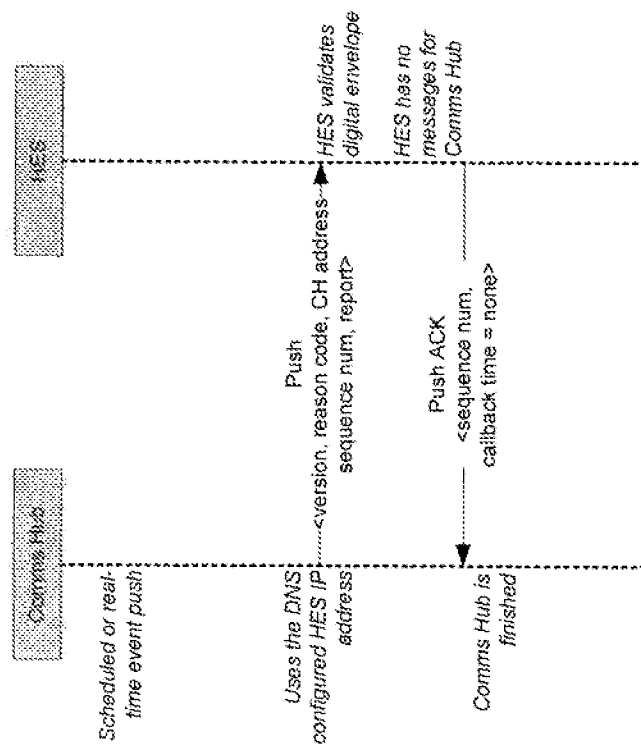 Comms Hub
HES
Scheduled or real-
time event push
Uses the DNS
configured HES IP
address
Push
<version, reason code, CH address
sequence num, report>
HES validates
digital envelope
HES has no
messages for
Comms Hub
Push ACK
<sequence num,
callback time = none>
Comms Hub is
finished